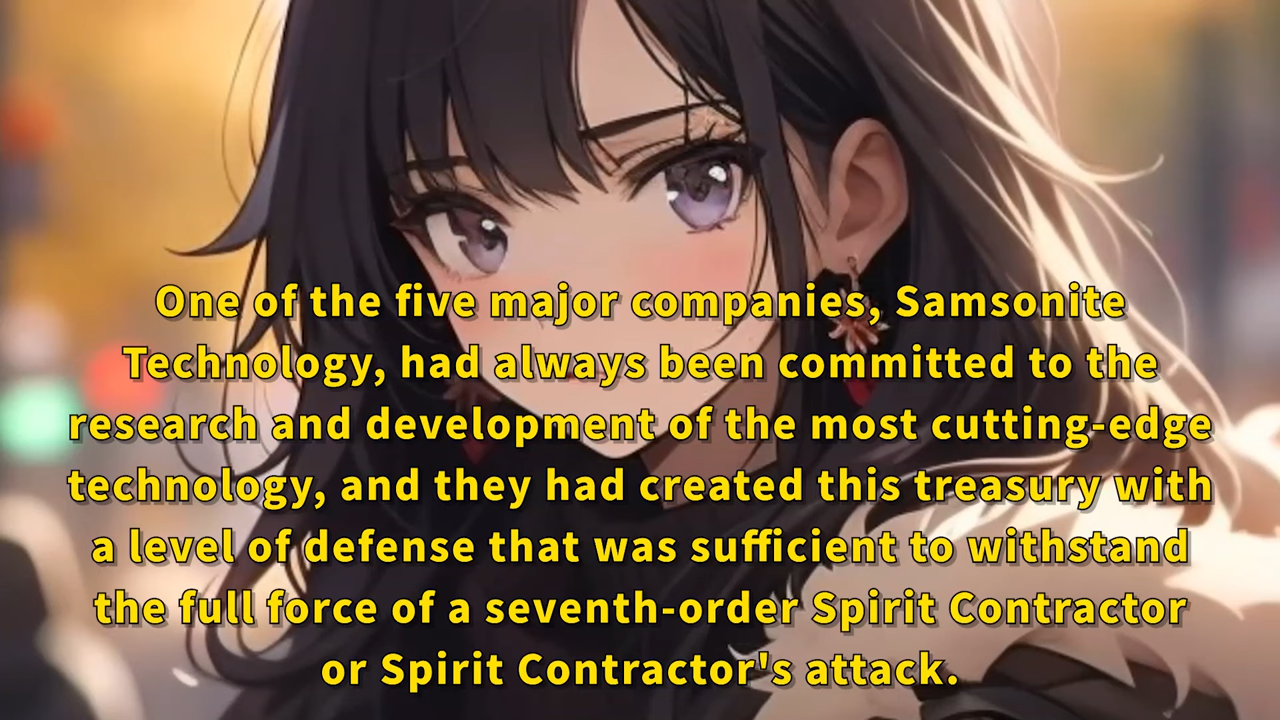 One of the five major companies, Samsonite
Technology, had always been committed to the
research and development of the most cutting-edge
technology, and they had created this treasury with
a level of defense that was sufficient to withstand
the full force of a seventh-order Spirit Contractor
or Spirit Contractor's attack.